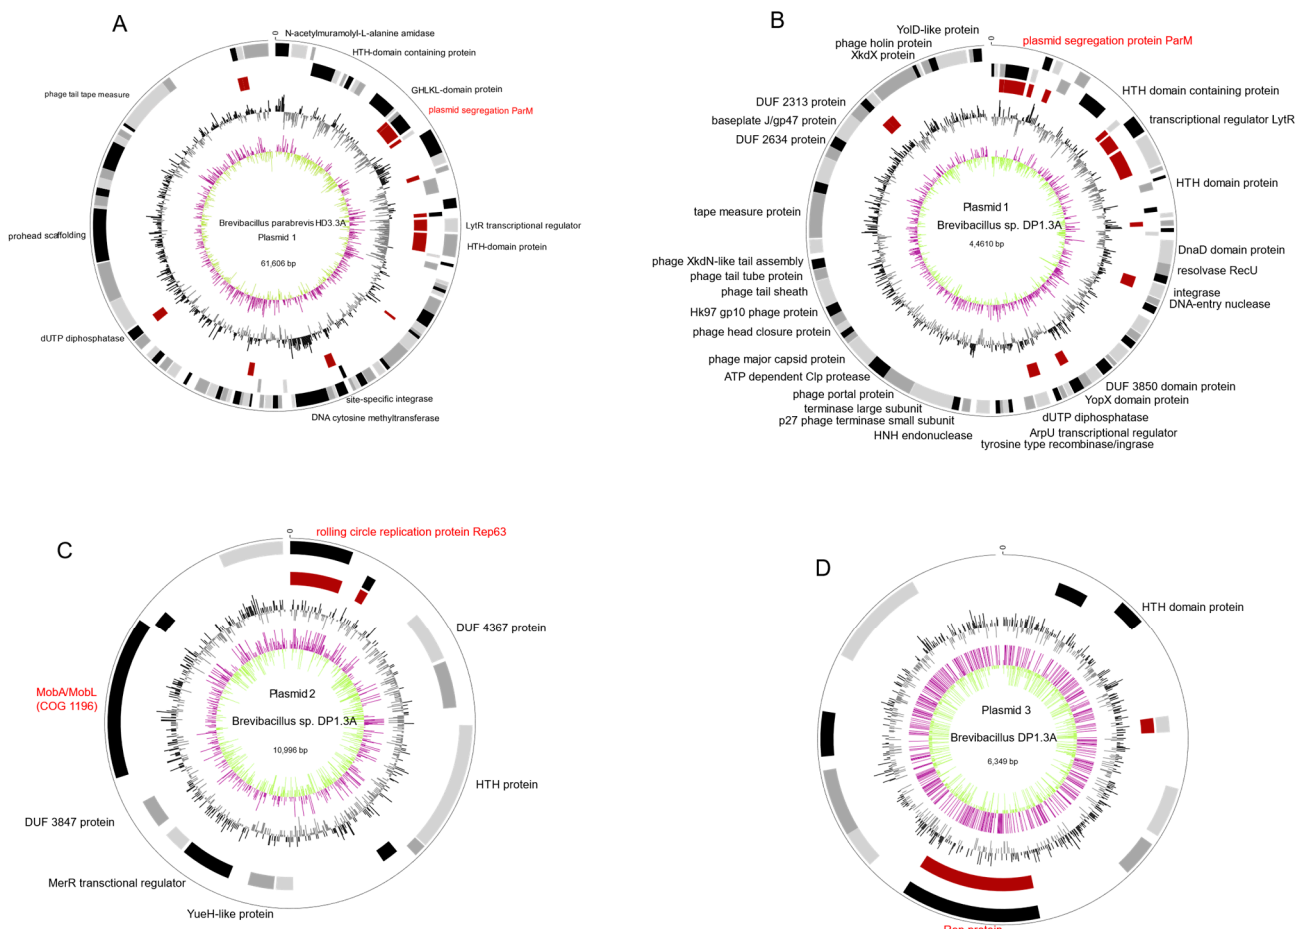 A
0
N-acetylmuramolyl-L-alanine amidase
HTH-domain containing protein
GHLKL-domain protein
plasmid segregation ParM
phage tail tape measure
prohead scaffolding
Brevibacillus parabrevis HD3.3A
Plasmid 1
61,606 bp
LytR transcriptional regulator
HTH-domain protein
dUTP diphosphatase
site-specific integrase
DNA cytosine methyltransferase
B
0
YolD-like protein
phage holin protein
XkdX protein
plasmid segregation protein ParM
HTH domain containing protein
transcriptional regulator LytR
DUF 2313 protein
baseplate J/gp47 protein
DUF 2634 protein
HTH domain protein
tape measure protein
Plasmid 1
Brevibacillus sp. DP1.3A
4,4610 bp
DnaD domain protein
resolvase RecU
integrase
DNA-entry nuclease
phage XkdN-like tail assembly
phage tail tube protein
phage tail sheath
Hk97 gp10 phage protein
phage head closure protein
phage major capsid protein
ATP dependent Clp protease
phage portal protein
terminase large subunit
p27 phage terminase small subunit
HNH endonuclease
DUF 3850 domain protein
YopX domain protein
dUTP diphosphatase
ArpU transcriptional regulator
tyrosine type recombinase/ingrase
C
0
rolling circle replication protein Rep63
DUF 4367 protein
MobA/MobL
(COG 1196)
Plasmid 2
Brevibacillus sp. DP1.3A
10,996 bp
HTH protein
DUF 3847 protein
MerR transctional regulator
YueH-like protein
D
0
HTH domain protein
Plasmid 3
Brevibacillus DP1.3A
6,349 bp
Rep protein